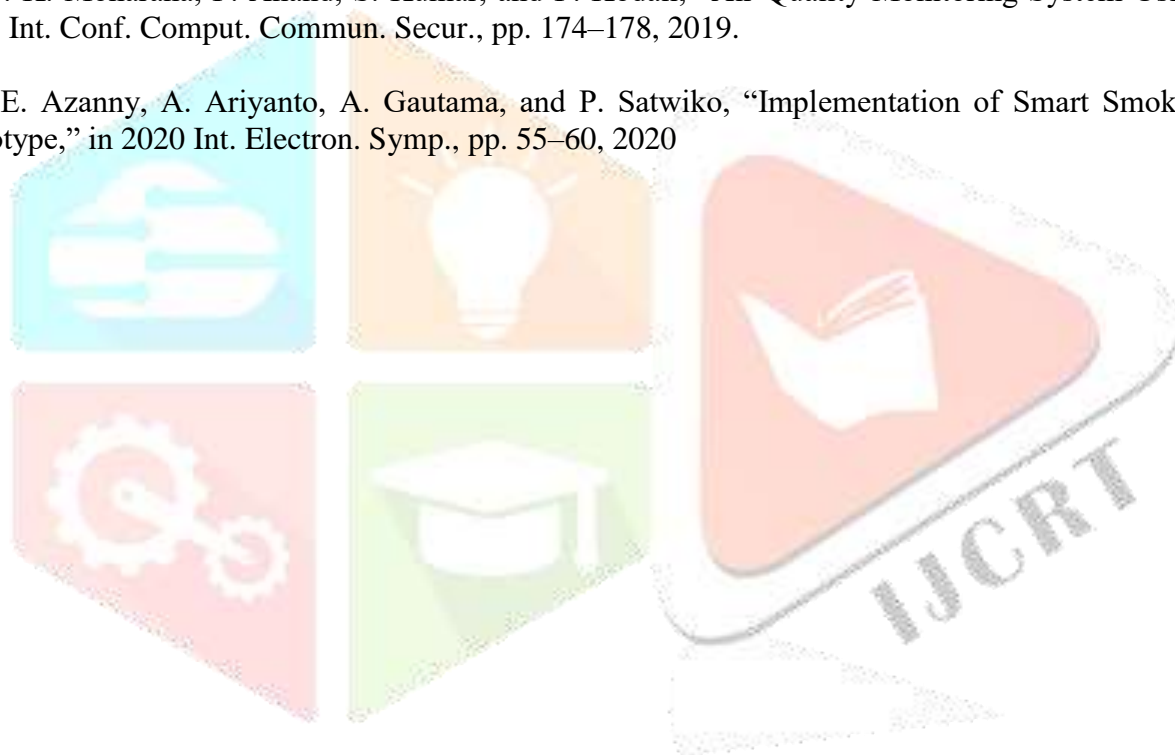 Int. Conf. Comput. Commun. Secur., pp. 174–178, 2019.
E. Azanny, A. Ariyanto, A. Gautama, and P. Satwiko, “Implementation of Smart Smok
otype,” in 2020 Int. Electron. Symp., pp. 55–60, 2020
IJCRT